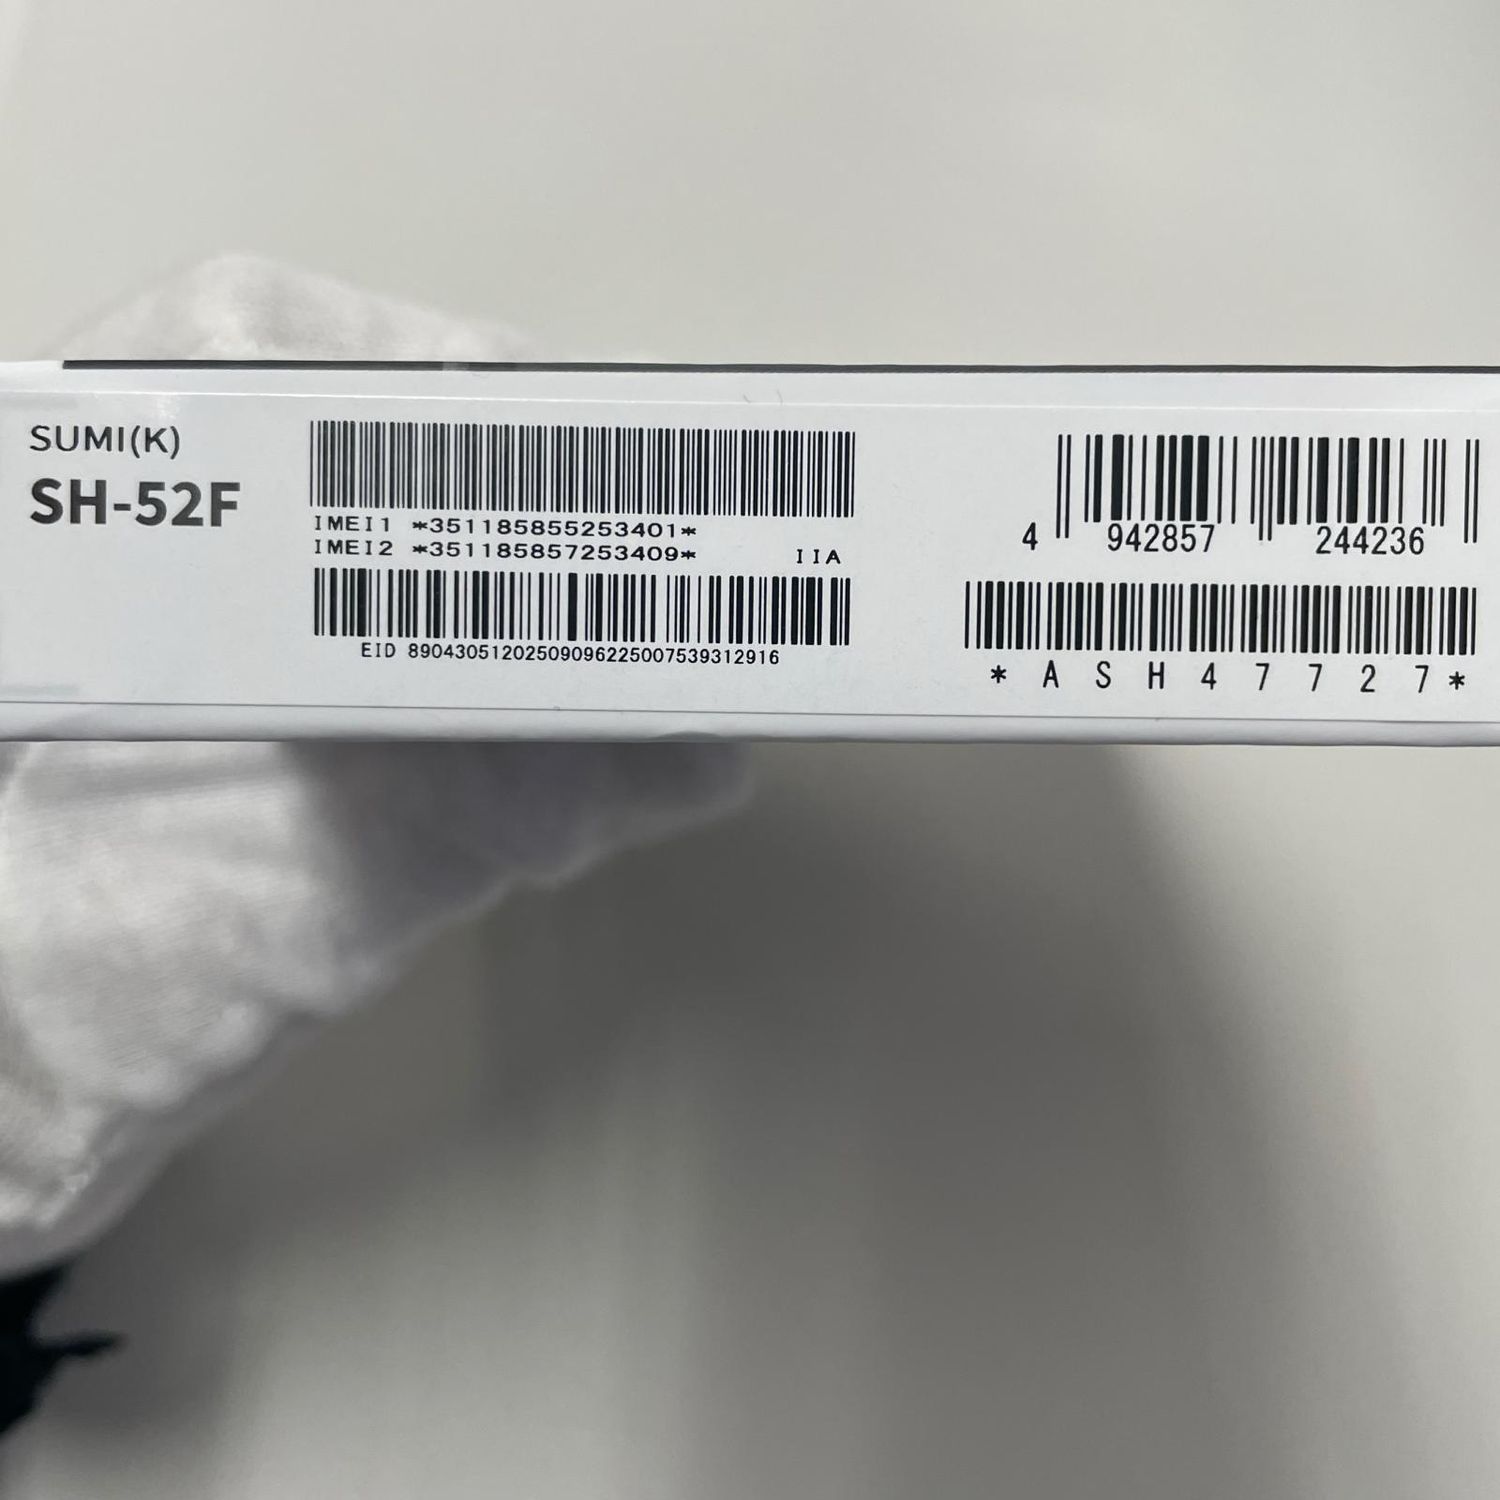 SUMI(K)
SH-52F
IMEI1 *351185855253401*
IMEI2 *351185857253409* IIA
EID 89043051202509096225007539312916
4 942857 244236
*ASH47727*